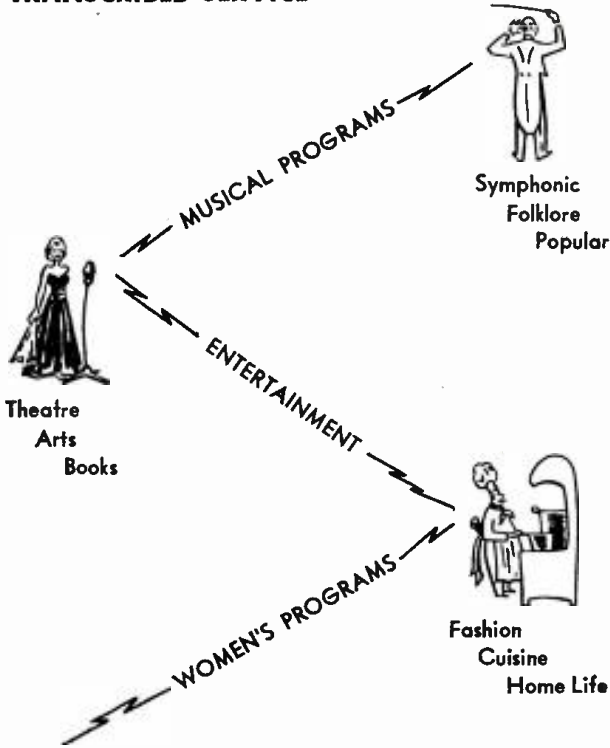 MUSICAL PROGRAMS
Symphonic
Folklore
Popular
ENTERTAINMENT
Theatre
Arts
Books
WOMEN'S PROGRAMS
Fashion
Cuisine
Home Life